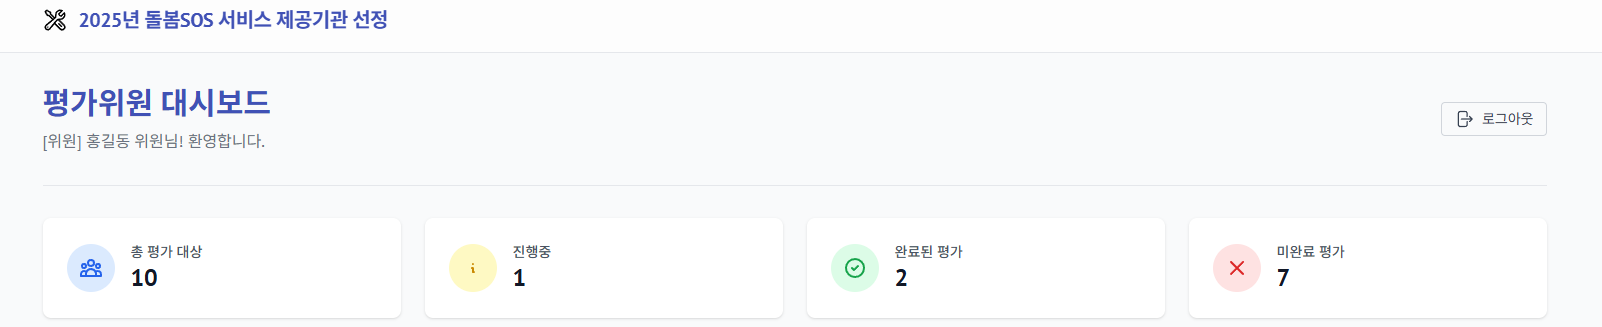 2025년 돌봄SOS 서비스 제공기관 선정
평가위원 대시보드
[위원] 홍길동 위원님! 환영합니다.
로그아웃
총 평가 대상
10
진행중
1
완료된 평가
2
미완료 평가
7